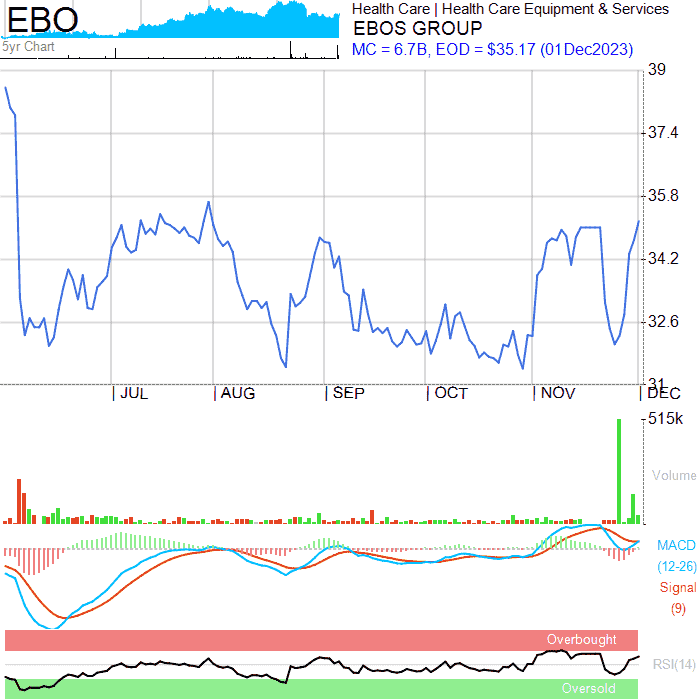 EBO
5yr Chart
Health Care | Health Care Equipment & Services
EBOS GROUP
MC = 6.7B, EOD = $35.17 (01Dec2023)
39
37.4
35.8
34.2
32.6
31
JUL
AUG
SEP
OCT
NOV
DEC
515k
Volume
MACD
(12-26)
Signal
(9)
Overbought
RSI(14)
Oversold